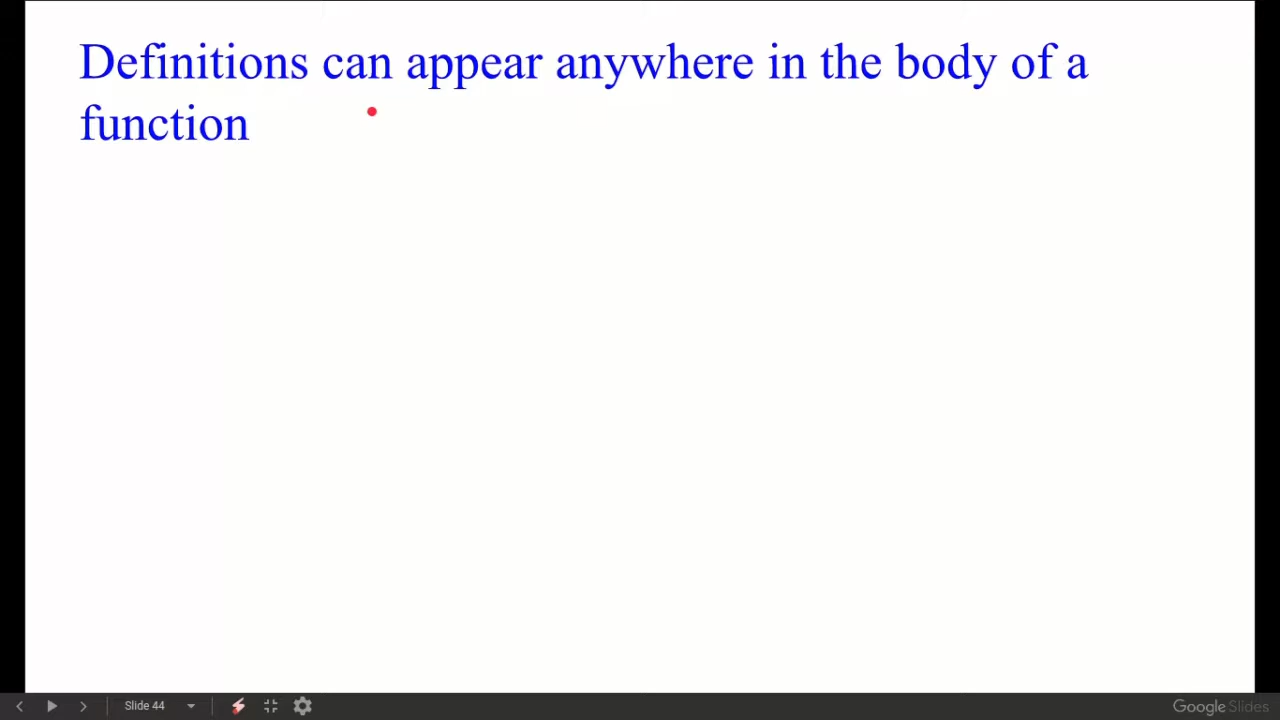 Definitions can appear anywhere in the body of a
function
Slide 44
Google Slides